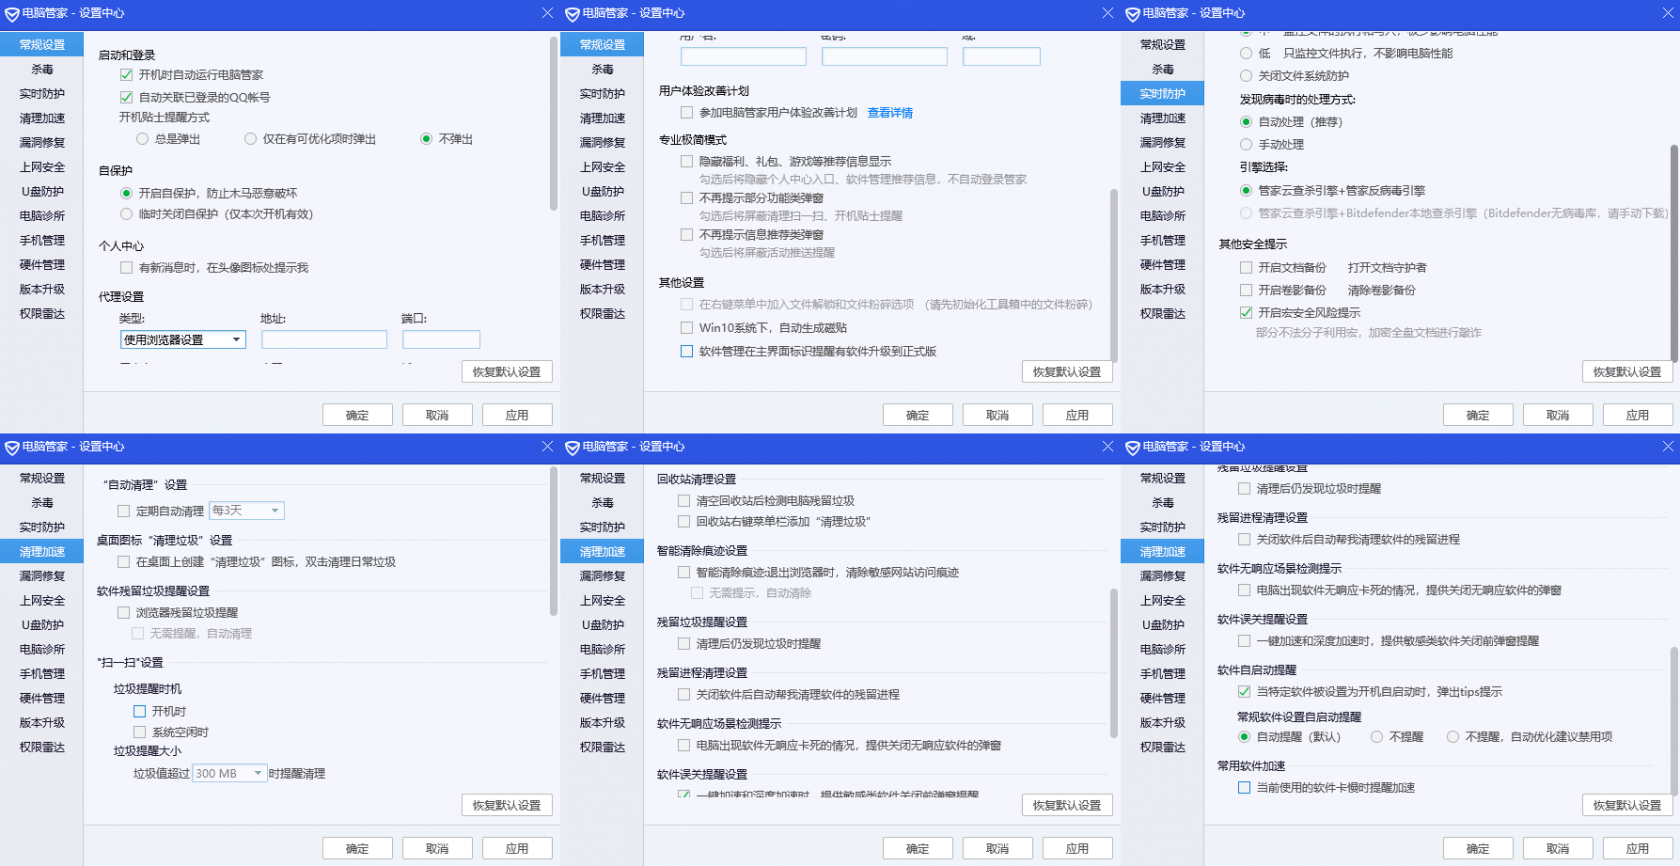 电脑管家 - 设置中心
常规设置
杀毒
实时防护
清理加速
漏洞修复
上网安全
U盘防护
电脑诊所
手机管理
硬件管理
版本升级
权限雷达
启动和登录
开机时自动运行电脑管家
自动关联已登录的QQ帐号
开机贴士提醒方式
总是弹出 仅在有可优化项时弹出 不弹出
自保护
开启自保护，防止木马恶意破坏
临时关闭自保护（仅本次开机有效）
个人中心
有新消息时，在头像图标处提示我
代理设置
类型: 地址: 端口:
使用浏览器设置
恢复默认设置
确定 取消 应用
电脑管家 - 设置中心
常规设置
杀毒
实时防护
清理加速
漏洞修复
上网安全
U盘防护
电脑诊所
手机管理
硬件管理
版本升级
权限雷达
用户体验改善计划
参加电脑管家用户体验改善计划 查看详情
专业极简模式
隐藏福利、礼包、游戏等推荐信息显示
勾选后将隐藏个人中心入口、软件管理推荐信息，不自动登录管家
不再提示部分功能类弹窗
勾选后将屏蔽清理扫一扫、开机贴士提醒
不再提示信息推荐类弹窗
勾选后将屏蔽活动推送提醒
其他设置
在右键菜单中加入文件解锁和文件粉碎选项 （请先初始化工具箱中的文件粉碎）
Win10系统下，自动生成磁贴
软件管理在主界面标识提醒有软件升级到正式版
恢复默认设置
确定 取消 应用
电脑管家 - 设置中心
常规设置
杀毒
实时防护
清理加速
漏洞修复
上网安全
U盘防护
电脑诊所
手机管理
硬件管理
版本升级
权限雷达
低 只监控文件执行，不影响电脑性能
关闭文件系统防护
发现病毒时的处理方式:
自动处理（推荐）
手动处理
引擎选择:
管家云查杀引擎+管家反病毒引擎
管家云查杀引擎+Bitdefender本地查杀引擎（Bitdefender无病毒库，请手动下载）
其他安全提示
开启文档备份 打开文档守护者
开启卷影备份 清除卷影备份
开启宏安全风险提示
部分不法分子利用宏，加密全盘文档进行敲诈
恢复默认设置
确定 取消 应用
电脑管家 - 设置中心
常规设置
杀毒
实时防护
清理加速
漏洞修复
上网安全
U盘防护
电脑诊所
手机管理
硬件管理
版本升级
权限雷达
“自动清理”设置
定期自动清理 每3天
桌面图标“清理垃圾”设置
在桌面上创建“清理垃圾”图标，双击清理日常垃圾
软件残留垃圾提醒设置
浏览器残留垃圾提醒
无需提醒，自动清理
"扫一扫"设置
垃圾提醒时机
开机时
系统空闲时
垃圾提醒大小
垃圾值超过 300 MB 时提醒清理
恢复默认设置
确定 取消 应用
电脑管家 - 设置中心
常规设置
杀毒
实时防护
清理加速
漏洞修复
上网安全
U盘防护
电脑诊所
手机管理
硬件管理
版本升级
权限雷达
回收站清理设置
清空回收站后检测电脑残留垃圾
回收站右键菜单栏添加“清理垃圾”
智能清除痕迹设置
智能清除痕迹:退出浏览器时，清除敏感网站访问痕迹
无需提示，自动清除
残留垃圾提醒设置
清理后仍发现垃圾时提醒
残留进程清理设置
关闭软件后自动帮我清理软件的残留进程
软件无响应场景检测提示
电脑出现软件无响应卡死的情况，提供关闭无响应软件的弹窗
软件误关提醒设置
一键加速和深度加速时，提供敏感类软件关闭前弹窗提醒
恢复默认设置
确定 取消 应用
电脑管家 - 设置中心
常规设置
杀毒
实时防护
清理加速
漏洞修复
上网安全
U盘防护
电脑诊所
手机管理
硬件管理
版本升级
权限雷达
残留垃圾提醒设置
清理后仍发现垃圾时提醒
残留进程清理设置
关闭软件后自动帮我清理软件的残留进程
软件无响应场景检测提示
电脑出现软件无响应卡死的情况，提供关闭无响应软件的弹窗
软件误关提醒设置
一键加速和深度加速时，提供敏感类软件关闭前弹窗提醒
软件自启动提醒
当特定软件被设置为开机自启动时，弹出tips提示
常规软件设置自启动提醒
自动提醒（默认） 不提醒 不提醒，自动优化建议禁用项
常用软件加速
当前使用的软件卡慢时提醒加速
恢复默认设置
确定 取消 应用